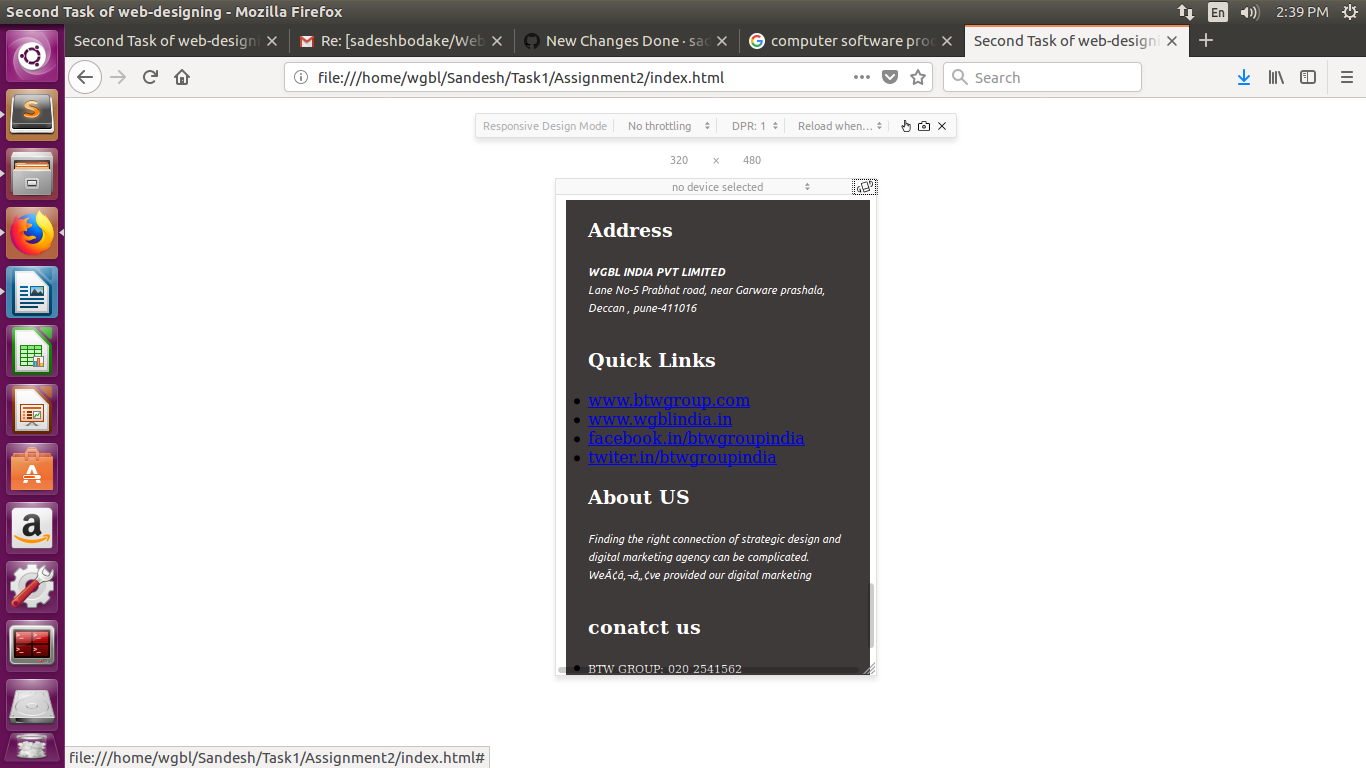 Second Task of web-designing - Mozilla Firefox
En
2:39 PM
Second Task of web-design
Re: [sadeshbodake/Web
New Changes Done · sac
computer software proc
Second Task of web-design
file:///home/wgbl/Sandesh/Task1/Assignment2/index.html
Search
Responsive Design Mode
No throttling
DPR: 1
Reload when...
320 × 480
no device selected
Address
WGBL INDIA PVT LIMITED
Lane No-5 Prabhat road, near Garware prashala,
Deccan , pune-411016
Quick Links
www.btwgroup.com
www.wgblindia.in
facebook.in/btwgroupindia
twiter.in/btwgroupindia
About US
Finding the right connection of strategic design and
digital marketing agency can be complicated.
WeÃ¢â‚¬â„¢ve provided our digital marketing
conatct us
BTW GROUP: 020 2541562
file:///home/wgbl/Sandesh/Task1/Assignment2/index.html#